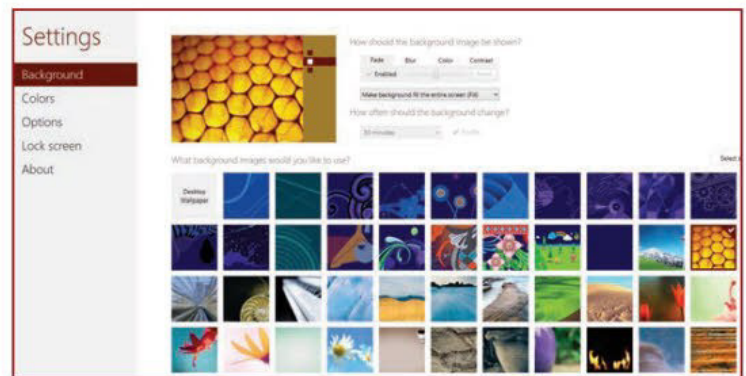 Settings
Background
Colors
Options
Lock screen
About
How should the background image be shown?
Fade Blur Color Contrast
Enabled
Make background fill the entire screen (Fill)
How often should the background change?
30 minutes
What background images would you like to use?
Select
Desktop
Wallpaper